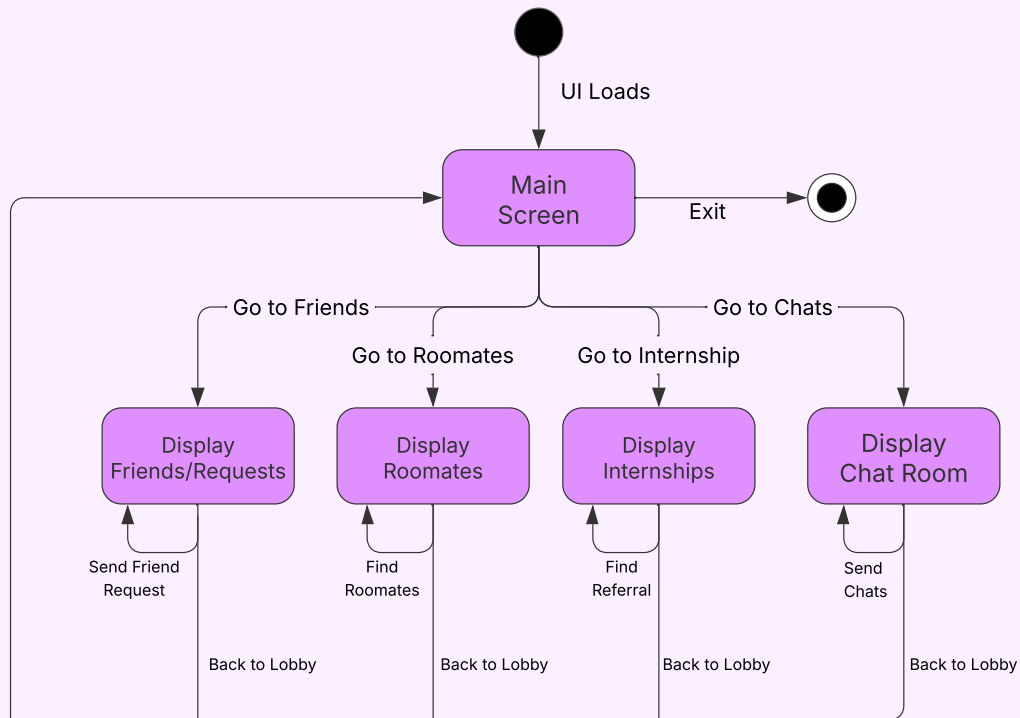 UI Loads
Main
Screen
Exit
Go to Friends
Go to Chats
Go to Roomates
Go to Internship
Display
Friends/Requests
Display
Roomates
Display
Internships
Display
Chat Room
Send Friend
Request
Find
Roomates
Find
Referral
Send
Chats
Back to Lobby
Back to Lobby
Back to Lobby
Back to Lobby